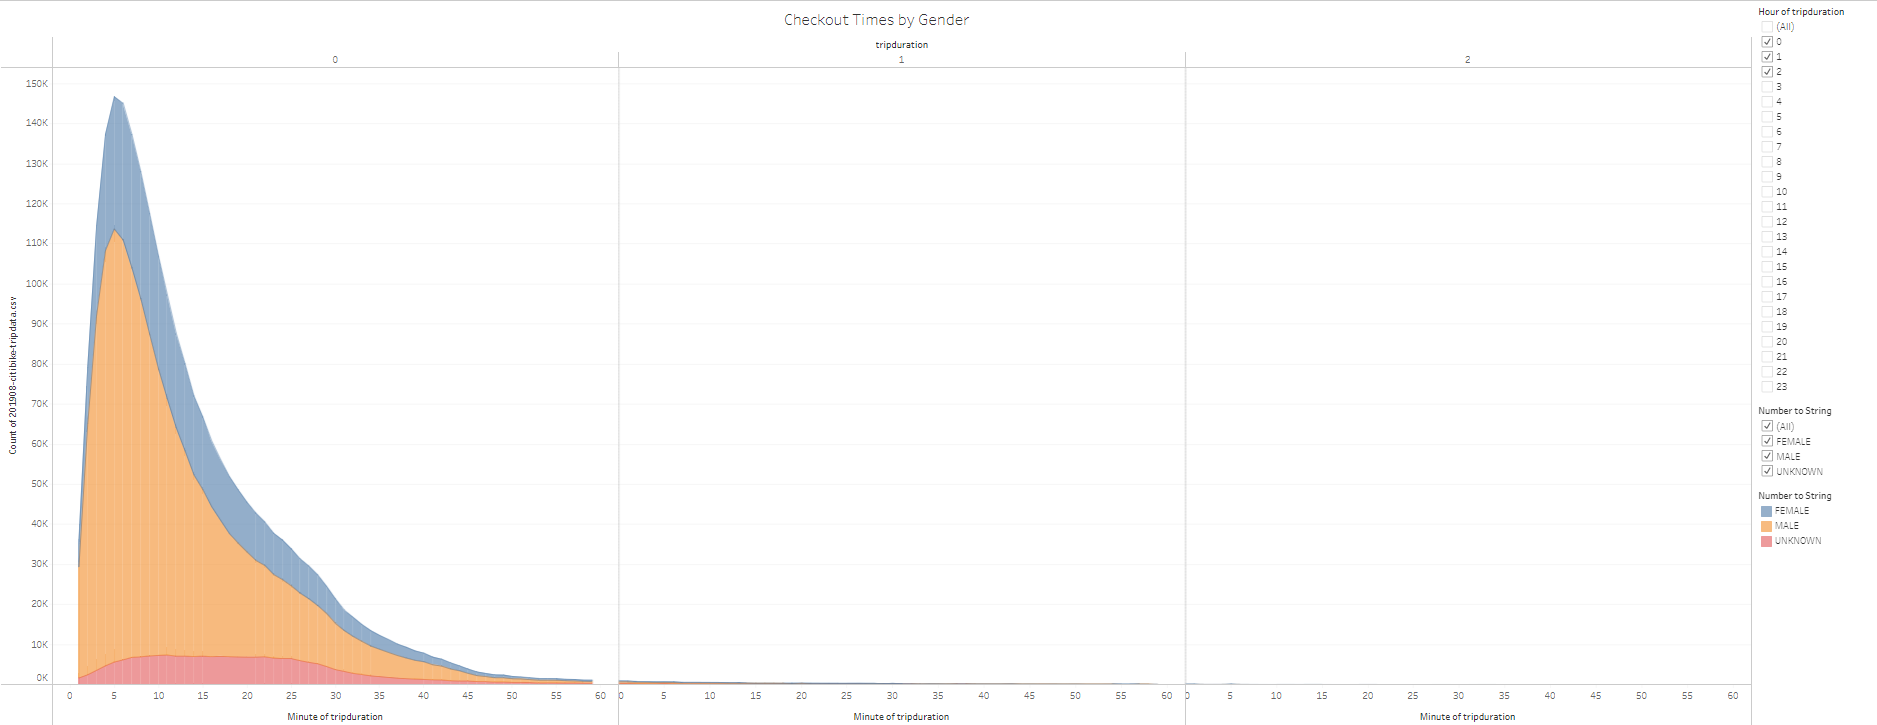 Checkout Times by Gender
tripduration
0 1 2
150K
140K
130K
120K
110K
100K
90K
80K
70K
60K
50K
40K
30K
20K
10K
0K
Count of 201908-citibike-tripdata.csv
0 5 10 15 20 25 30 35 40 45 50 55 60 0 5 10 15 20 25 30 35 40 45 50 55 60 0 5 10 15 20 25 30 35 40 45 50 55 60
Minute of tripduration Minute of tripduration Minute of tripduration
Hour of tripduration
(All)
0
1
2
3
4
5
6
7
8
9
10
11
12
13
14
15
16
17
18
19
20
21
22
23
Number to String
(All)
FEMALE
MALE
UNKNOWN
Number to String
FEMALE
MALE
UNKNOWN